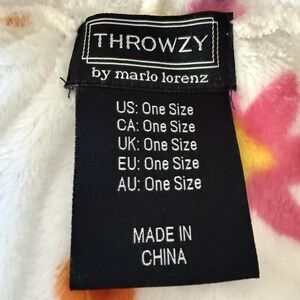 THROWZY
by marlo lorenz
US: One Size
CA: One Size
UK: One Size
EU: One Size
AU: One Size
MADE IN
CHINA